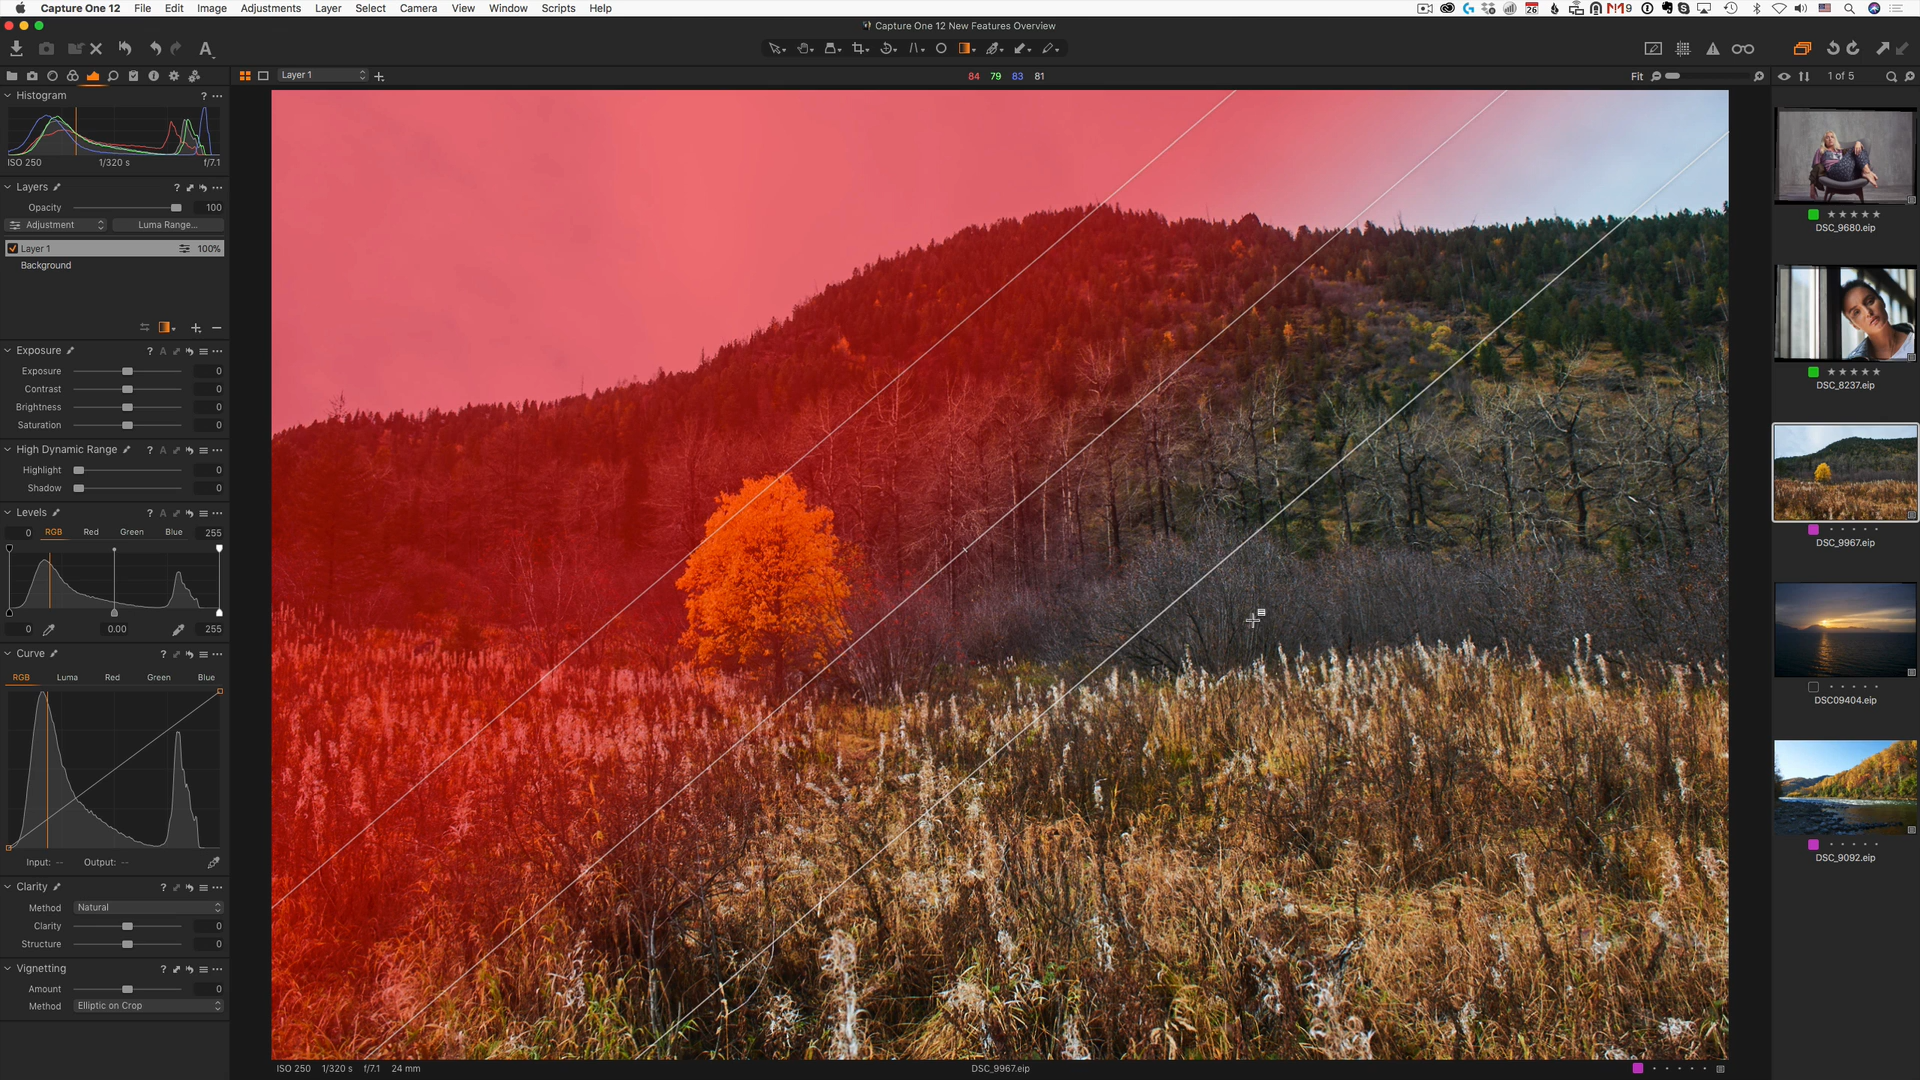 Capture One 12 File Edit Image Adjustments Layer Select Camera View Window Scripts Help
26
9
Capture One 12 New Features Overview
A
Layer 1
84 79 83 81
Fit
1 of 5
Histogram ?
ISO 250 1/320 s f/7.1
Layers ?
Opacity 100
Adjustment Luma Range...
Layer 1 100%
Background
Exposure ? A
Exposure 0
Contrast 0
Brightness 0
Saturation 0
High Dynamic Range ? A
Highlight 0
Shadow 0
Levels ? A
0 RGB Red Green Blue 255
0 0.00 255
Curve ?
RGB Luma Red Green Blue
Input: -- Output: --
Clarity ?
Method Natural
Clarity 0
Structure 0
Vignetting ?
Amount 0
Method Elliptic on Crop
ISO 250 1/320 s f/7.1 24 mm
DSC_9967.eip
DSC_9680.eip
DSC_8237.eip
DSC_9967.eip
DSC09404.eip
DSC_9092.eip